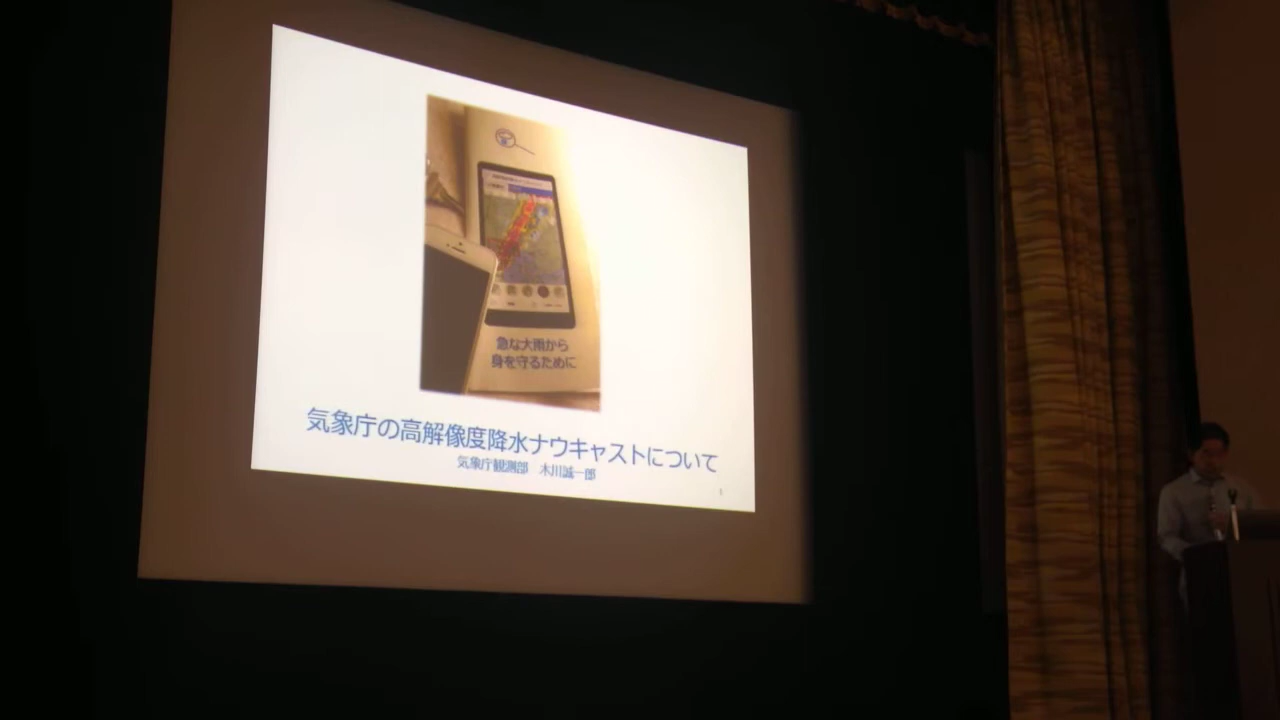 急な大雨から
身を守るために
気象庁の高解像度降水ナウキャストについて
気象庁観測部 木川誠一郎
1